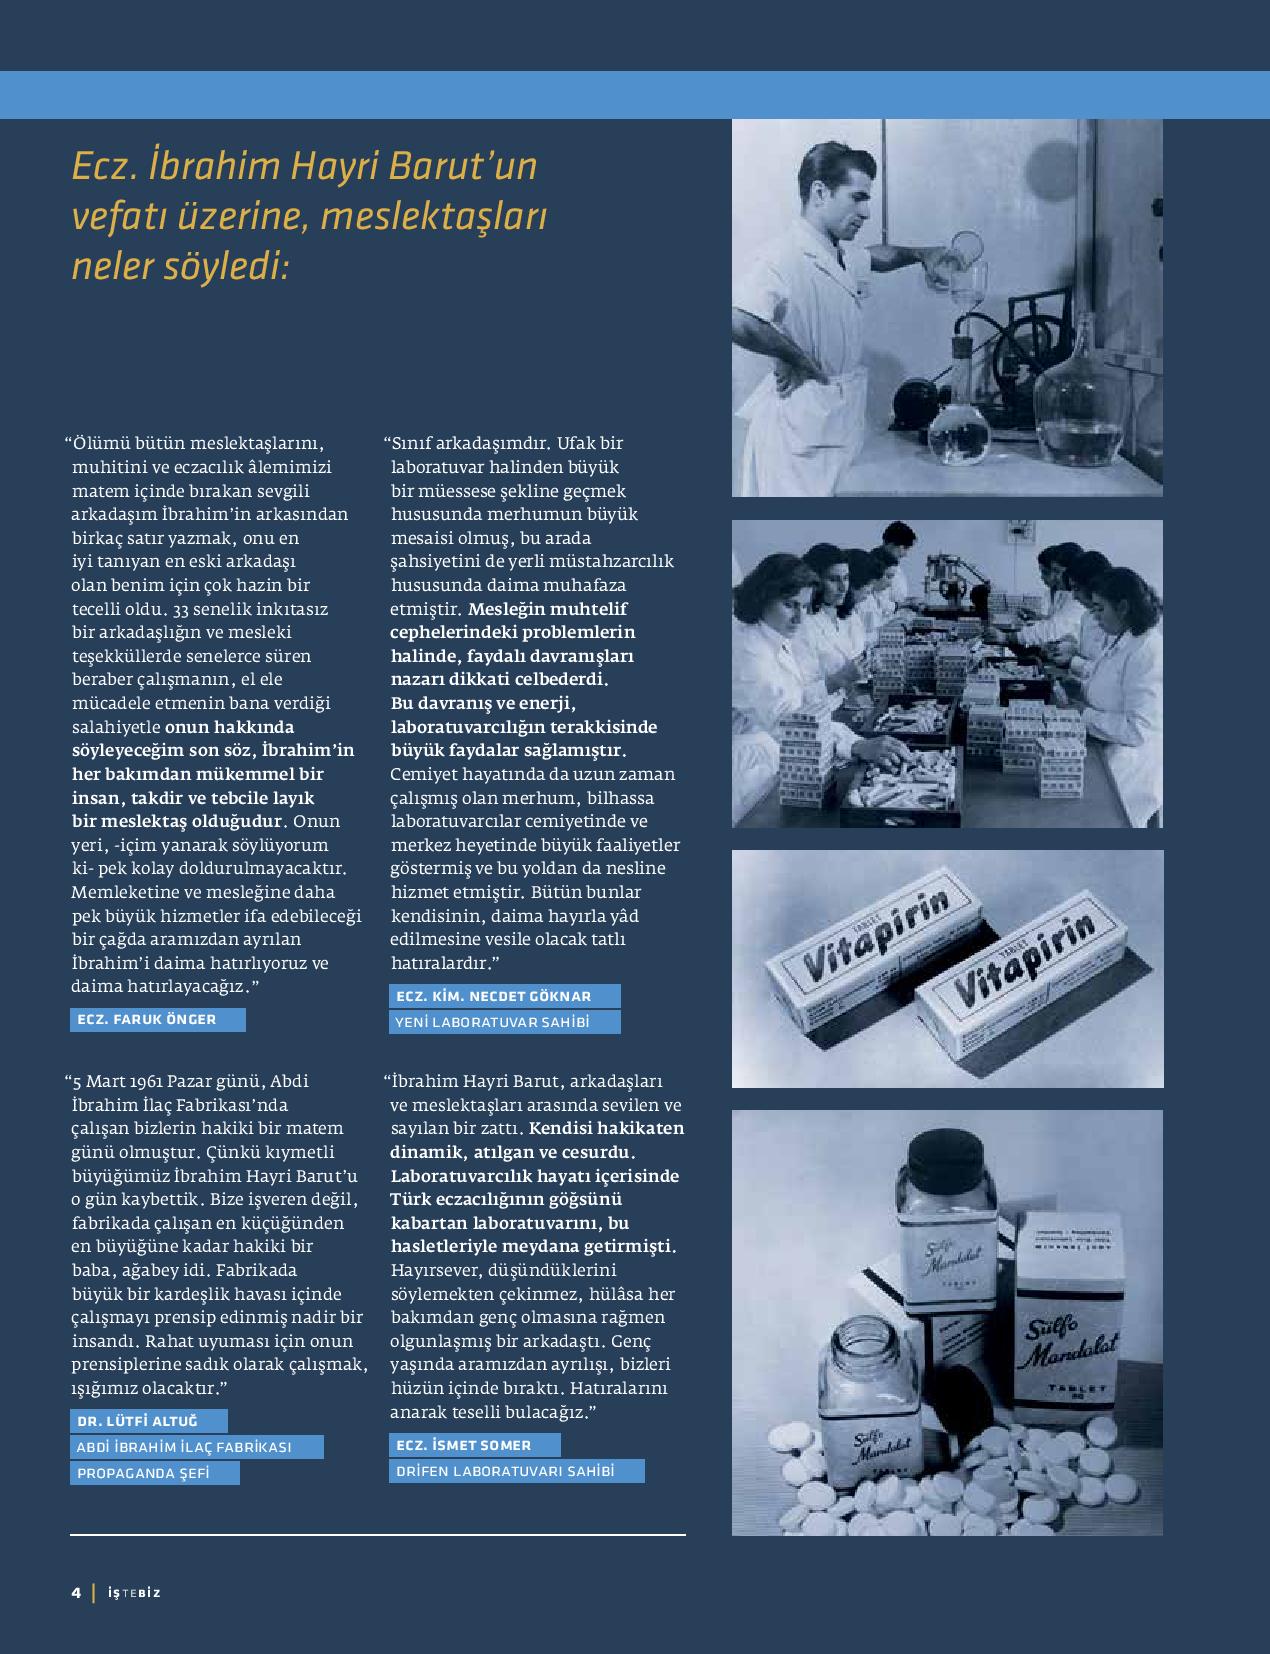 Ecz. İbrahim Hayri Barut’un
vefatı üzerine, meslektaşları
neler söyledi:
“Ölümü bütün meslektaşlarını,
muhitini ve eczacılık âlemimizi
matem içinde bırakan sevgili
arkadaşım İbrahim’in arkasından
birkaç satır yazmak, onu en
iyi tanıyan en eski arkadaşı
olan benim için çok hazin bir
tecelli oldu. 33 senelik inkıtasız
bir arkadaşlığın ve mesleki
teşekküllerde senelerce süren
beraber çalışmanın, el ele
mücadele etmenin bana verdiği
salahiyetle onun hakkında
söyleyeceğim son söz, İbrahim’in
her bakımdan mükemmel bir
insan, takdir ve tebcile layık
bir meslektaş olduğudur. Onun
yeri, -içim yanarak söylüyorum
ki- pek kolay doldurulmayacaktır.
Memleketine ve mesleğine daha
pek büyük hizmetler ifa edebileceği
bir çağda aramızdan ayrılan
İbrahim’i daima hatırlıyoruz ve
daima hatırlayacağız.”
ECZ. FARUK ÖNGER
“5 Mart 1961 Pazar günü, Abdi
İbrahim İlaç Fabrikası’nda
çalışan bizlerin hakiki bir matem
günü olmuştur. Çünkü kıymetli
büyüğümüz İbrahim Hayri Barut’u
o gün kaybettik. Bize işveren değil,
fabrikada çalışan en küçüğünden
en büyüğüne kadar hakiki bir
baba, ağabey idi. Fabrikada
büyük bir kardeşlik havası içinde
çalışmayı prensip edinmiş nadir bir
insandı. Rahat uyuması için onun
prensiplerine sadık olarak çalışmak,
ışığımız olacaktır.”
DR. LÜTFİ ALTUĞ
ABDİ İBRAHİM İLAÇ FABRİKASI
PROPAGANDA ŞEFİ
“Sınıf arkadaşımdır. Ufak bir
laboratuvar halinden büyük
bir müessese şekline geçmek
hususunda merhumun büyük
mesaisi olmuş, bu arada
şahsiyetini de yerli müstahzarcılık
hususunda daima muhafaza
etmiştir. Mesleğin muhtelif
cephelerindeki problemlerin
halinde, faydalı davranışları
nazarı dikkati celbederdi.
Bu davranış ve enerji,
laboratuvarcılığın terakkisinde
büyük faydalar sağlamıştır.
Cemiyet hayatında da uzun zaman
çalışmış olan merhum, bilhassa
laboratuvarcılar cemiyetinde ve
merkez heyetinde büyük faaliyetler
göstermiş ve bu yoldan da nesline
hizmet etmiştir. Bütün bunlar
kendisinin, daima hayırla yâd
edilmesine vesile olacak tatlı
hatıralardır.”
ECZ. KİM. NECDET GÖKNAR
YENİ LABORATUVAR SAHİBİ
“İbrahim Hayri Barut, arkadaşları
ve meslektaşları arasında sevilen ve
sayılan bir zattı. Kendisi hakikaten
dinamik, atılgan ve cesurdu.
Laboratuvarcılık hayatı içerisinde
Türk eczacılığının göğsünü
kabartan laboratuvarını, bu
hasletleriyle meydana getirmişti.
Hayırsever, düşündüklerini
söylemekten çekinmez, hülâsa her
bakımdan genç olmasına rağmen
olgunlaşmış bir arkadaştı. Genç
yaşında aramızdan ayrılışı, bizleri
hüzün içinde bıraktı. Hatıralarını
anarak teselli bulacağız.”
ECZ. İSMET SOMER
DRİFEN LABORATUVARI SAHİBİ
TABLET
Vitapirin
TABLET
Vitapirin
Sülfo
Mandalat
TABLET
ABDİ İBRAHİM
Sülfo
Mandalat
TABLET
Sülfo
Mandalat
4 | İŞTEBİZ